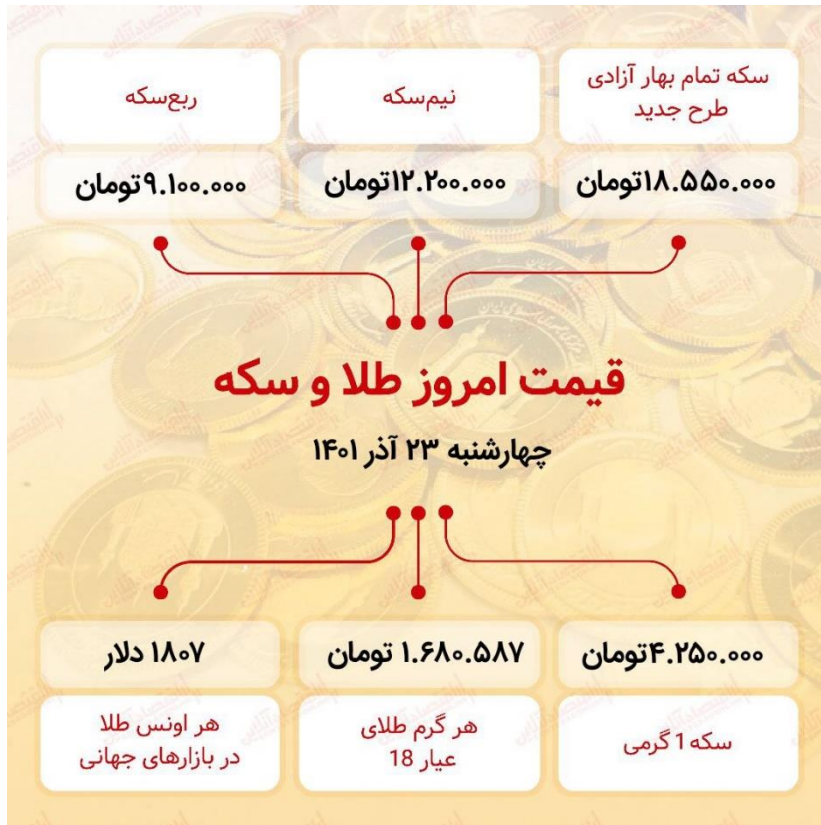 سکه تمام بهار آزادی
طرح جدید
نیم‌سکه
ربع‌سکه
۱۸.۵۵۰.۰۰۰تومان
۱۲.۲۰۰.۰۰۰تومان
۹.۱۰۰.۰۰۰تومان
قیمت امروز طلا و سکه
چهارشنبه ۲۳ آذر ۱۴۰۱
۴.۲۵۰.۰۰۰تومان
۱.۶۸۰.۵۸۷ تومان
۱۸۰۷ دلار
سکه 1 گرمی
هر گرم طلای
عیار 18
هر اونس طلا
در بازارهای جهانی